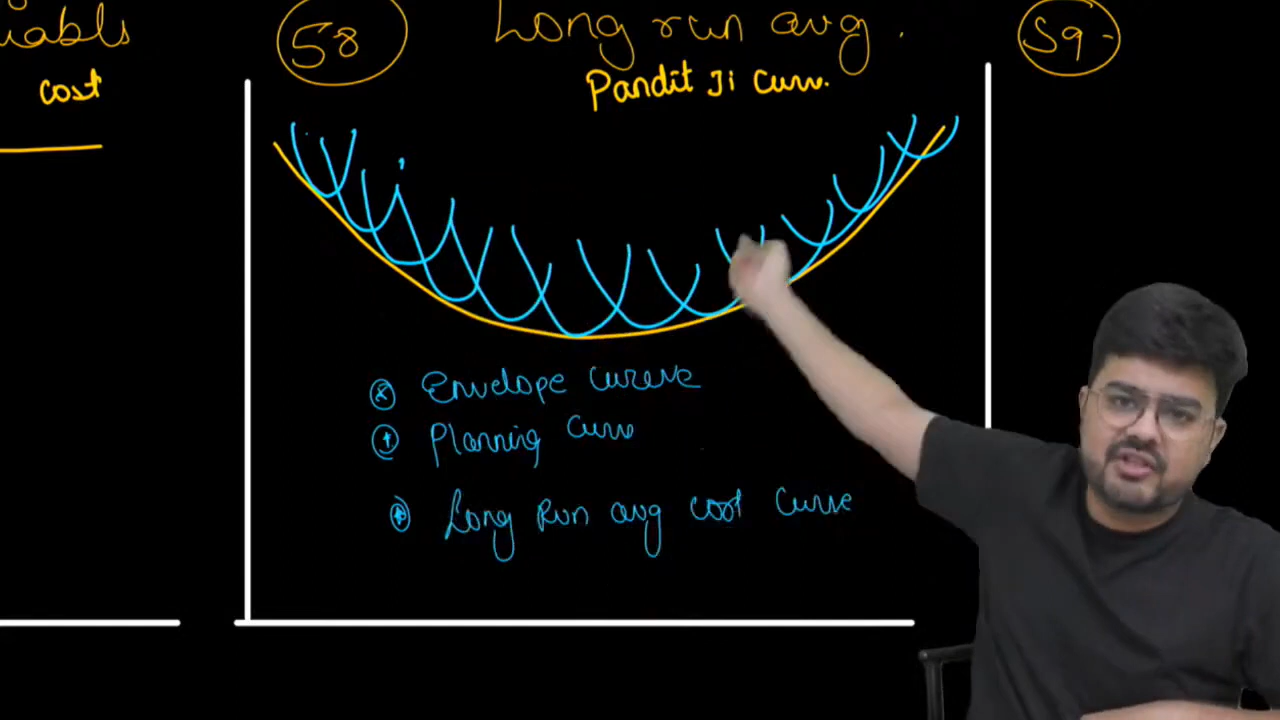 iable
cost
58
Long run avg.
Pandit Ji Curv.
59
Envelope Curve
Planning Curv
Long Run avg cost Curve